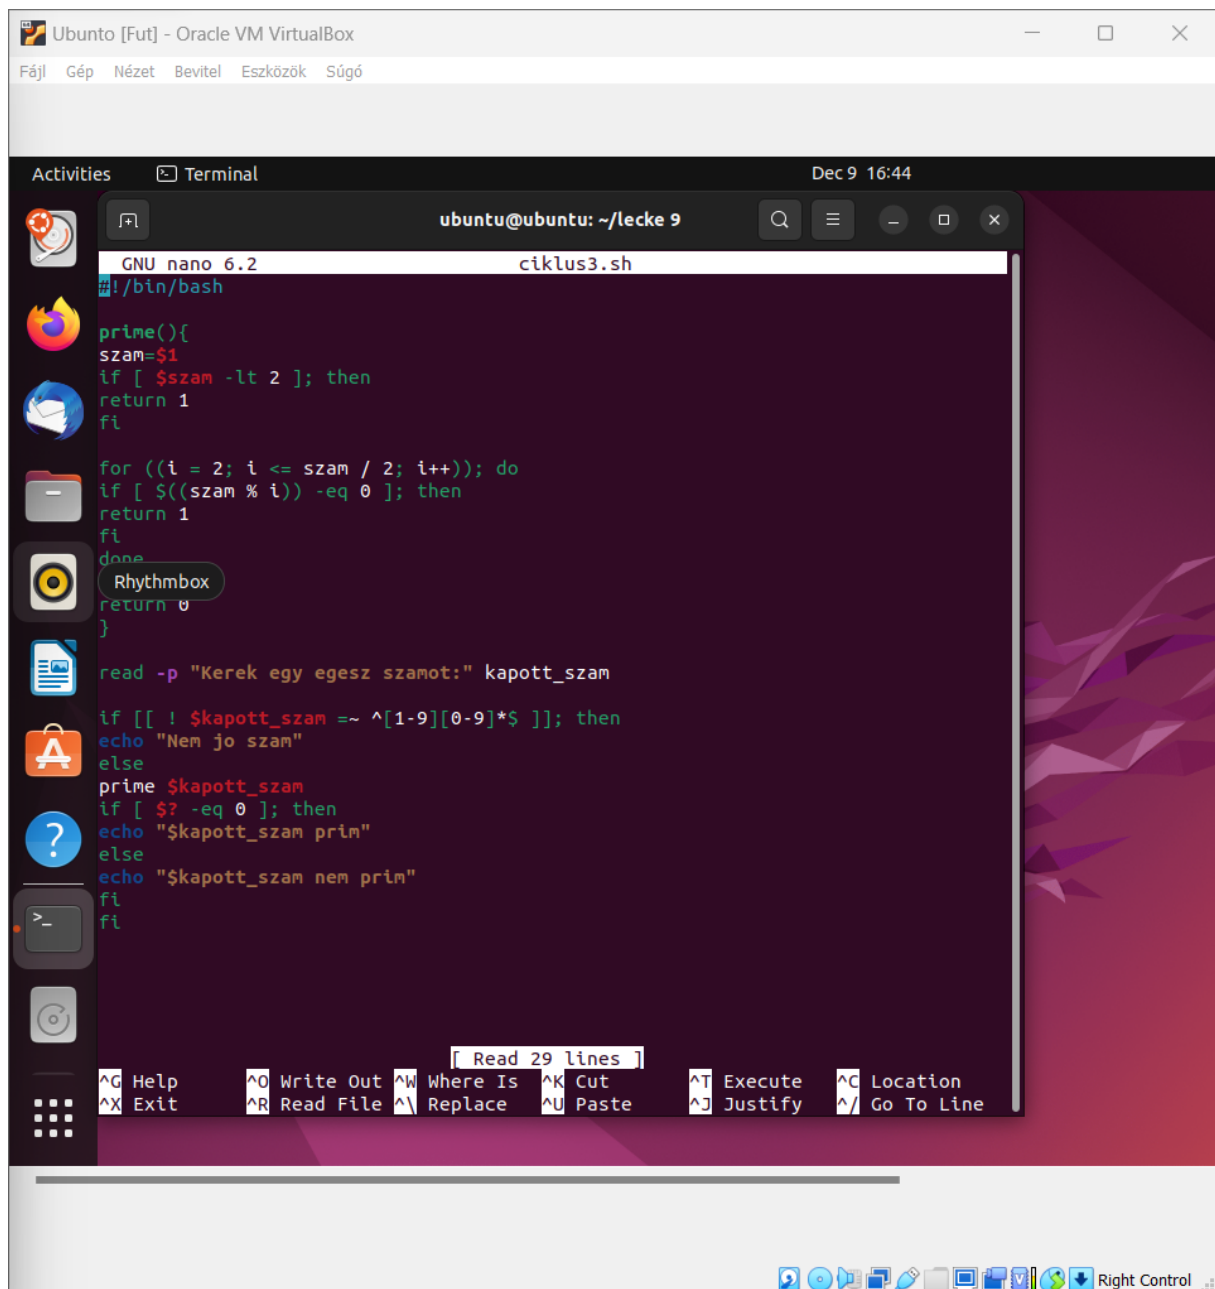 Ubunto [Fut] - Oracle VM VirtualBox
Fájl Gép Nézet Bevitel Eszközök Súgó
Activities Terminal Dec 9 16:44
ubuntu@ubuntu: ~/lecke 9
GNU nano 6.2 ciklus3.sh
#!/bin/bash
prime(){
szam=$1
if [ $szam -lt 2 ]; then
return 1
fi
for ((i = 2; i <= szam / 2; i++)); do
if [ $((szam % i)) -eq 0 ]; then
return 1
fi
done
Rhythmbox
return 0
}
read -p "Kerek egy egesz szamot:" kapott_szam
if [[ ! $kapott_szam =~ ^[1-9][0-9]*$ ]]; then
echo "Nem jo szam"
else
prime $kapott_szam
if [ $? -eq 0 ]; then
echo "$kapott_szam prim"
else
echo "$kapott_szam nem prim"
fi
fi
[ Read 29 lines ]
^G Help ^O Write Out ^W Where Is ^K Cut ^T Execute ^C Location
^X Exit ^R Read File ^\ Replace ^U Paste ^J Justify ^/ Go To Line
Right Control